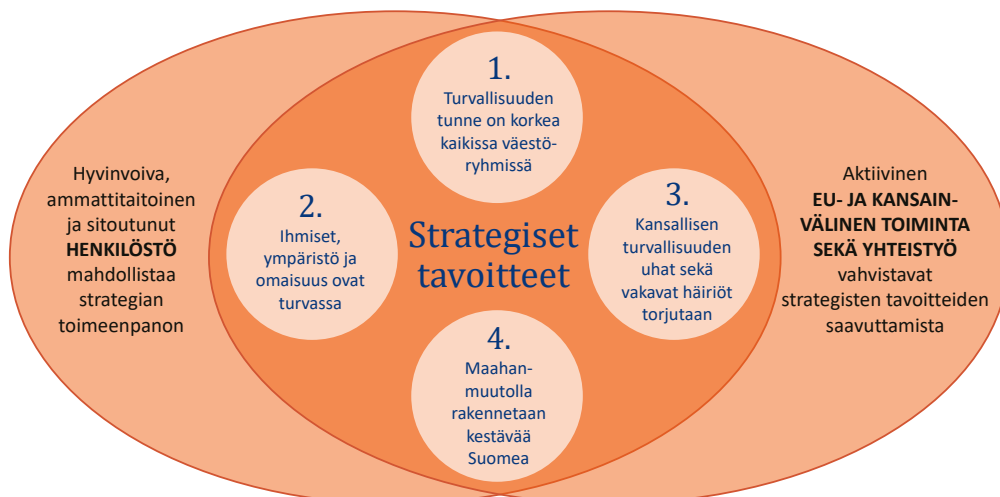 1.
Turvallisuuden
tunne on korkea
kaikissa väestö-
ryhmissä
Hyvinvoiva,
ammattitaitoinen
ja sitoutunut
HENKILÖSTÖ
mahdollistaa
strategian
toimeenpanon
2.
Ihmiset,
ympäristö ja
omaisuus ovat
turvassa
Strategiset
tavoitteet
3.
Kansallisen
turvallisuuden
uhat sekä
vakavat häiriöt
torjutaan
Aktiivinen
EU- JA KANSAIN-
VÄLINEN TOIMINTA
SEKÄ YHTEISTYÖ
vahvistavat
strategisten tavoitteiden
saavuttamista
4.
Maahan-
muutolla
rakennetaan
kestävää
Suomea